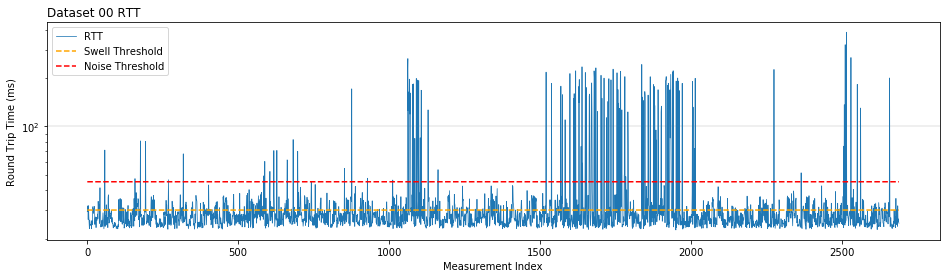 Dataset 00 RTT
RTT
Swell Threshold
Noise Threshold
Round Trip Time (ms)
10²
0 500 1000 1500 2000 2500
Measurement Index